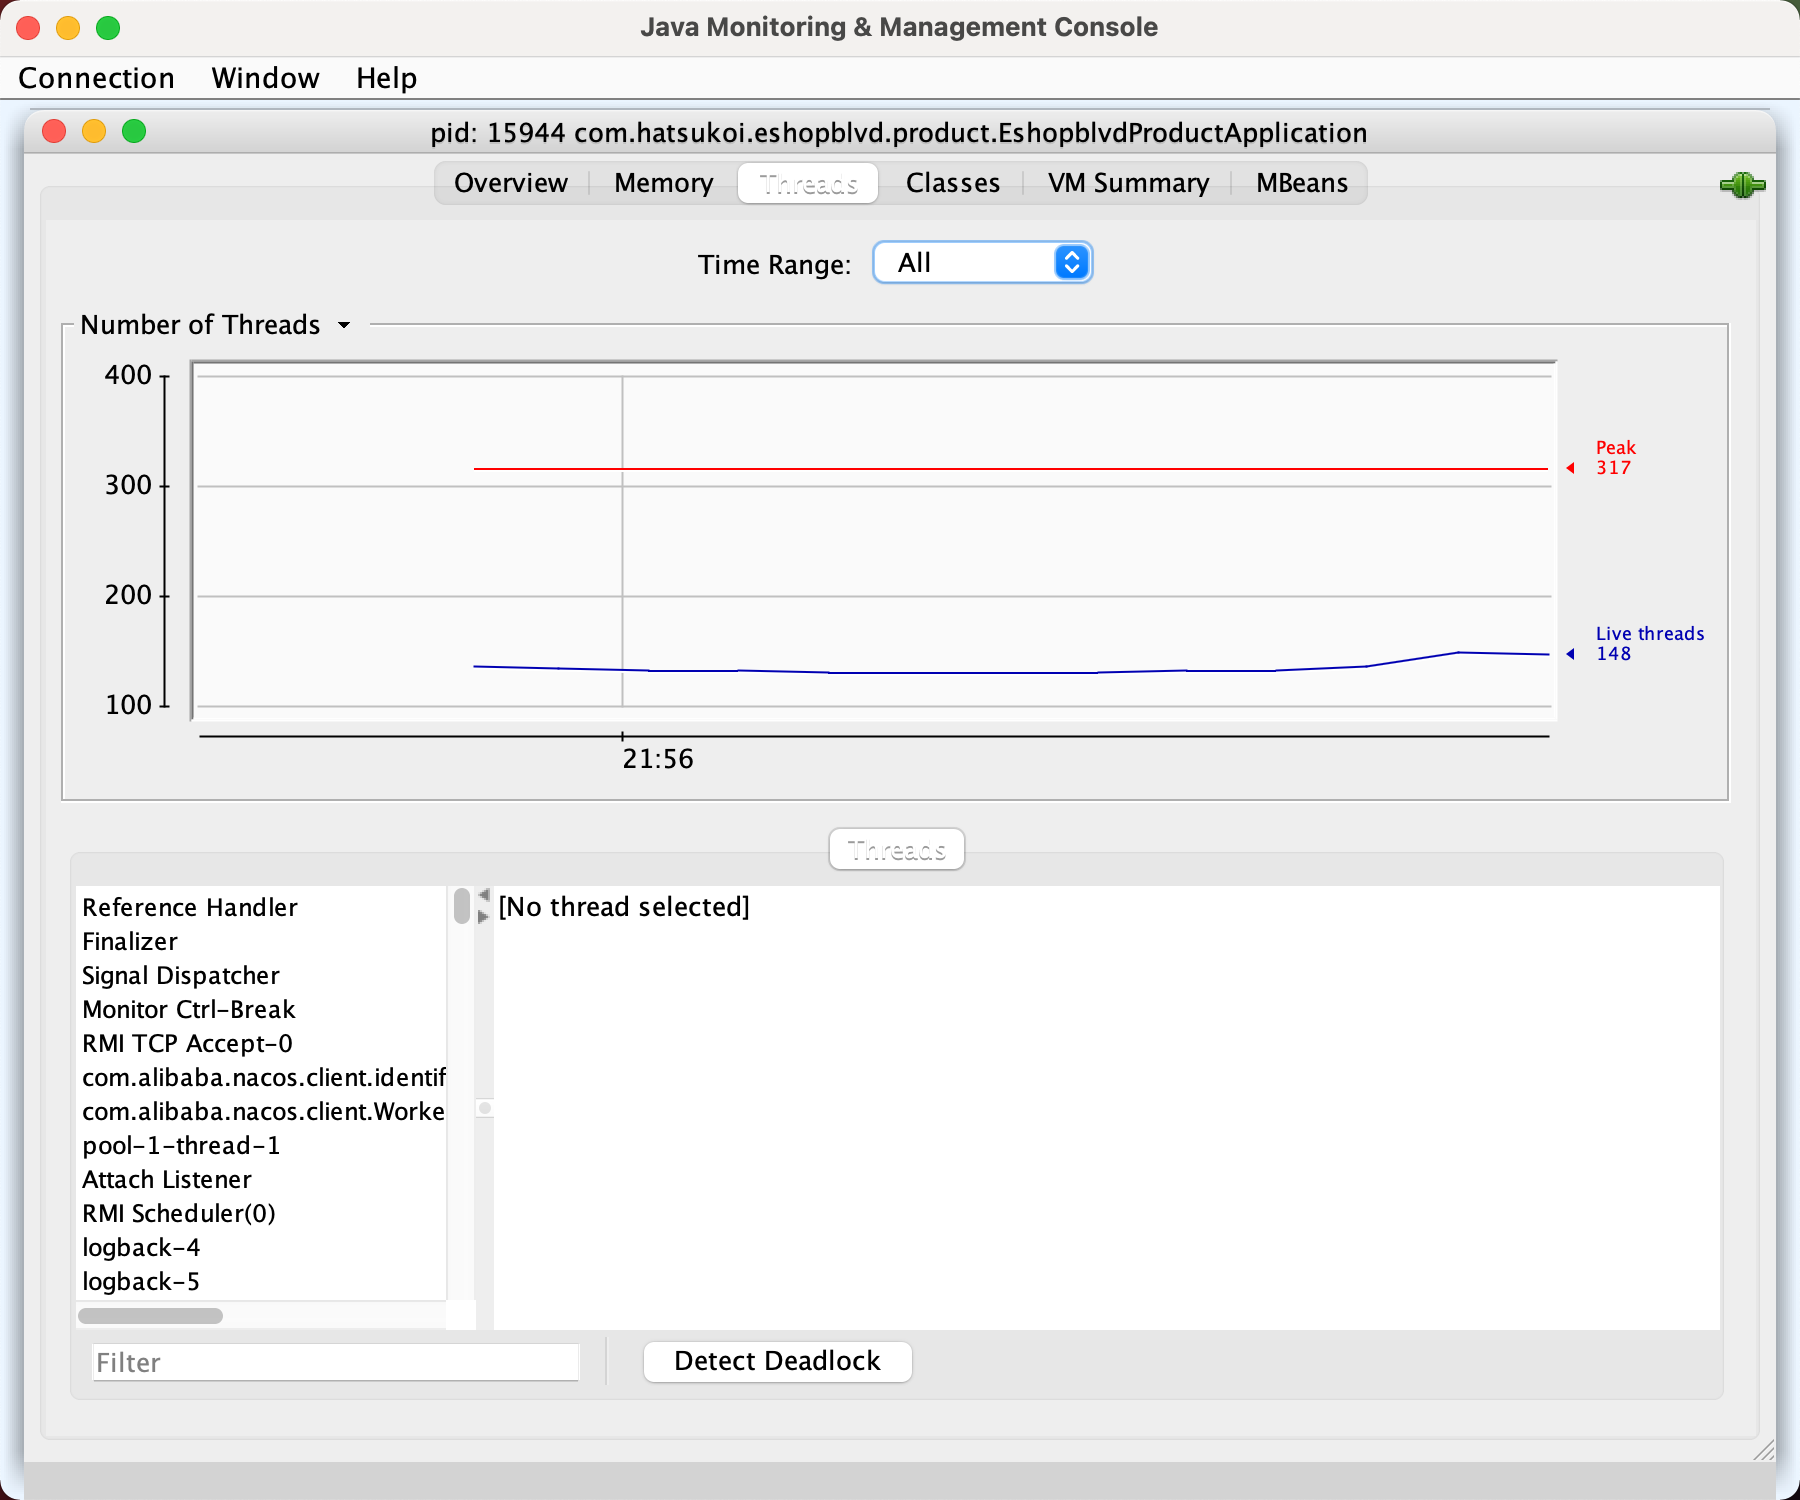 Java Monitoring & Management Console
Connection Window Help
pid: 15944 com.hatsukoi.eshopblvd.product.EshopblvdProductApplication
Overview Memory Threads Classes VM Summary MBeans
Time Range: All
Number of Threads
400
300
200
100
Peak
317
Live threads
148
21:56
Threads
Reference Handler
Finalizer
Signal Dispatcher
Monitor Ctrl-Break
RMI TCP Accept-0
com.alibaba.nacos.client.identif
com.alibaba.nacos.client.Worke
pool-1-thread-1
Attach Listener
RMI Scheduler(0)
logback-4
logback-5
[No thread selected]
Filter
Detect Deadlock